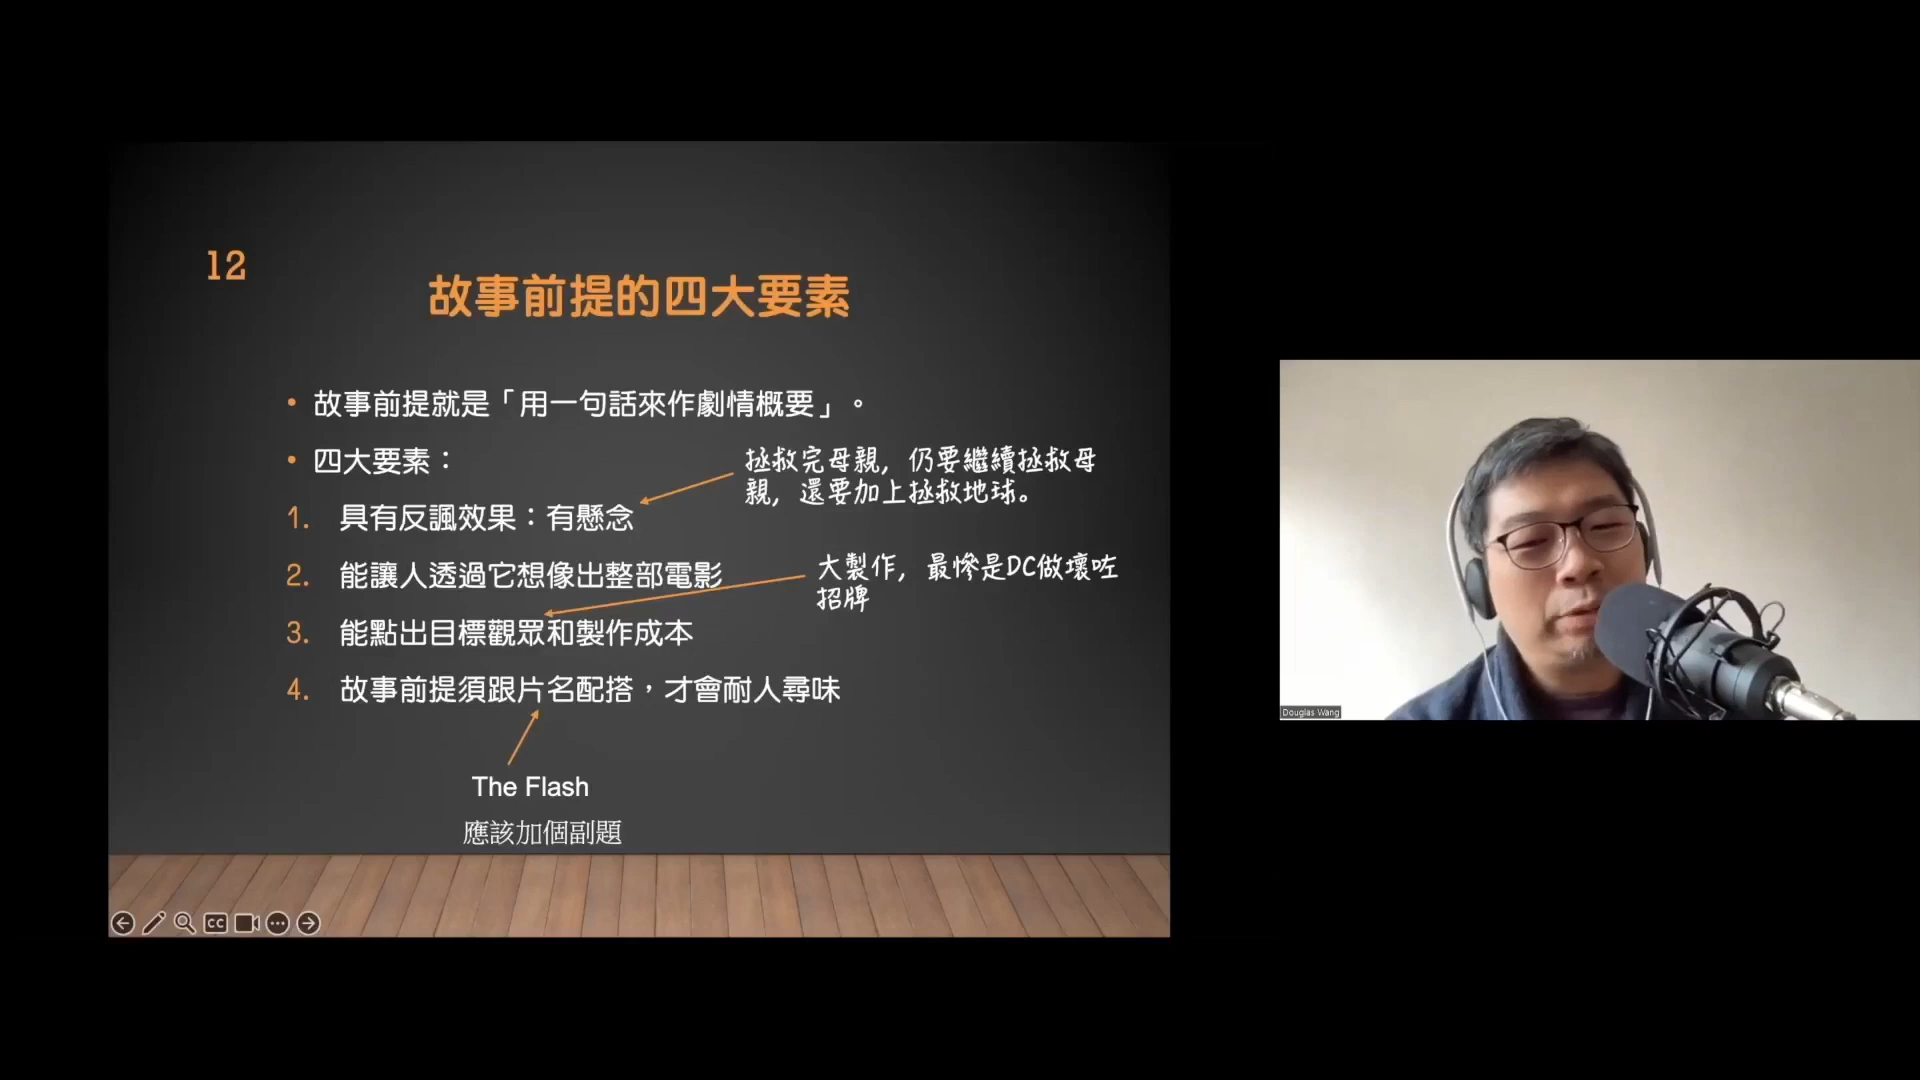 12
故事前提的四大要素
• 故事前提就是「用一句話來作劇情概要」。
• 四大要素：
拯救完母親，仍要繼續拯救母
親，還要加上拯救地球。
1. 具有反諷效果：有懸念
2. 能讓人透過它想像出整部電影
大製作，最慘是DC做壞咗
招牌
3. 能點出目標觀眾和製作成本
4. 故事前提須跟片名配搭，才會耐人尋味
The Flash
應該加個副題
CC
Douglas Wang